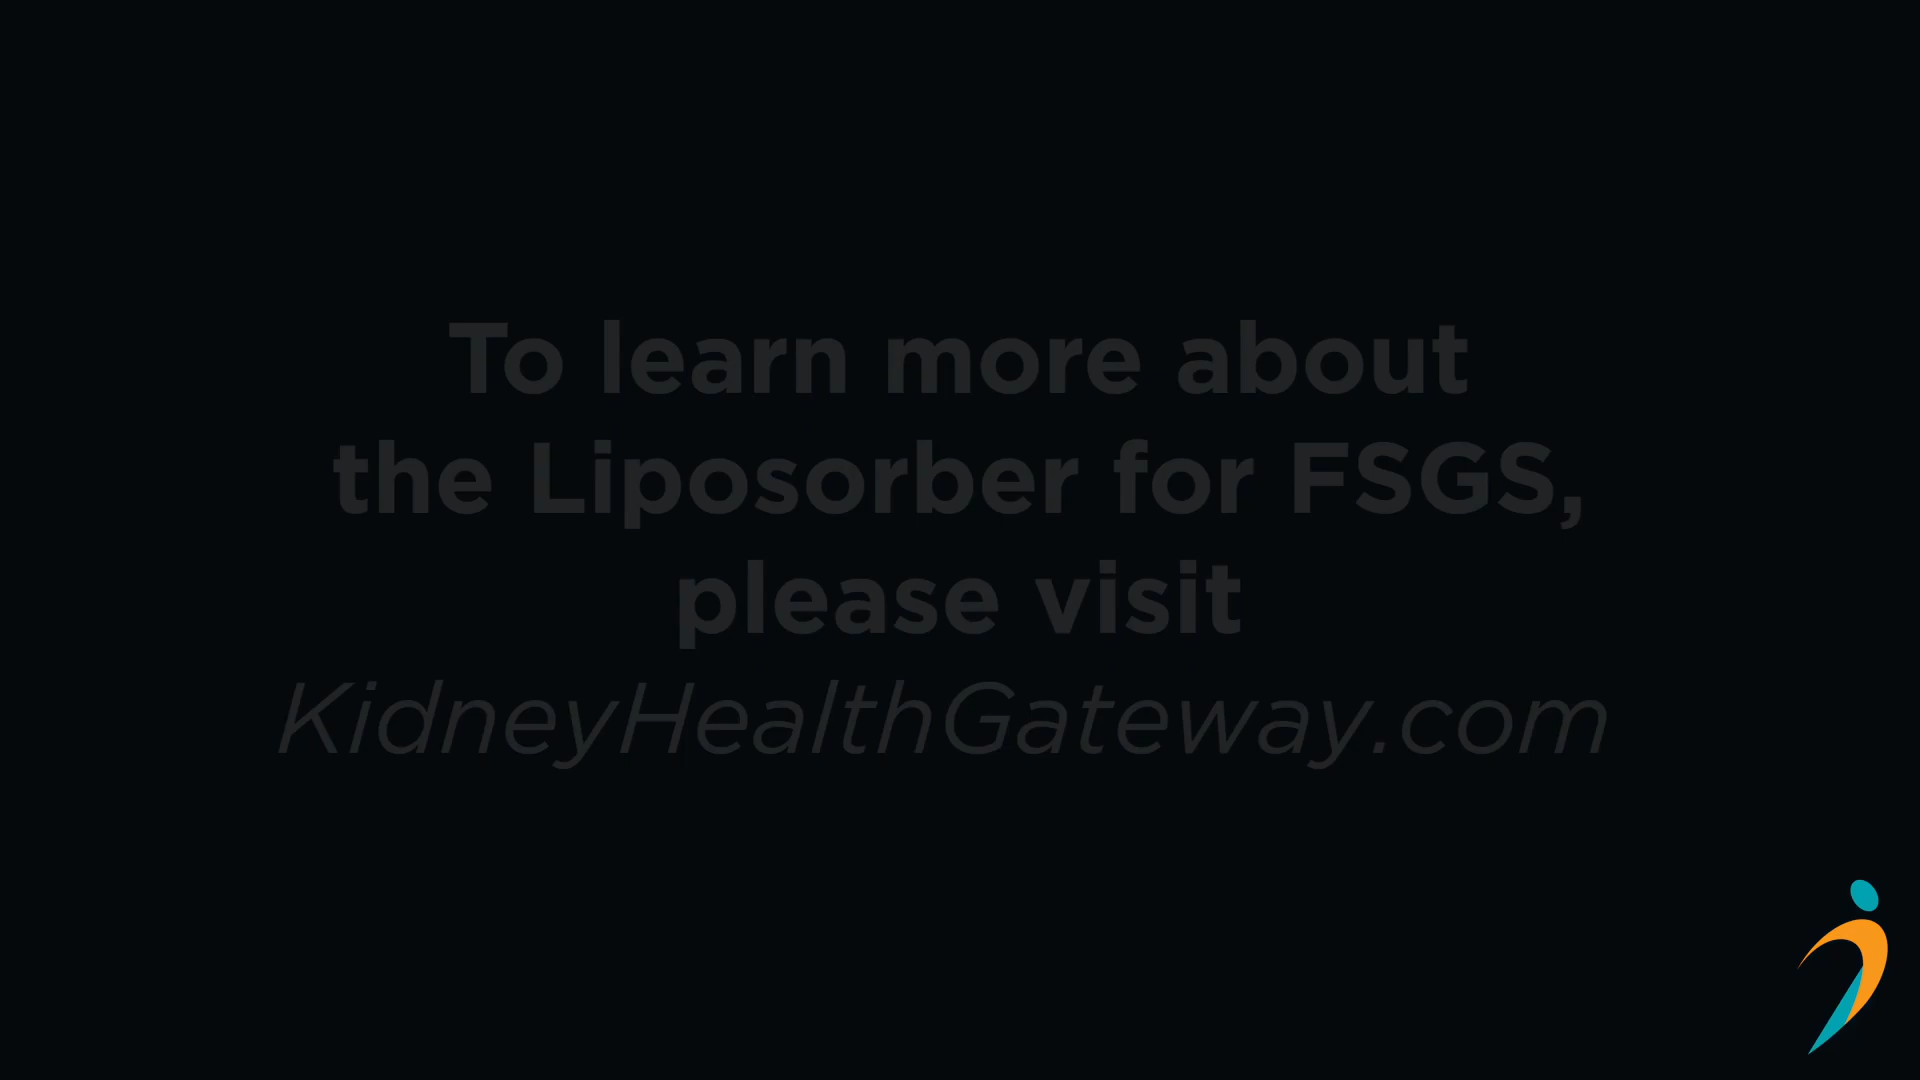 To learn more about
the Liposorber for FSGS,
please visit
KidneyHealthGateway.com